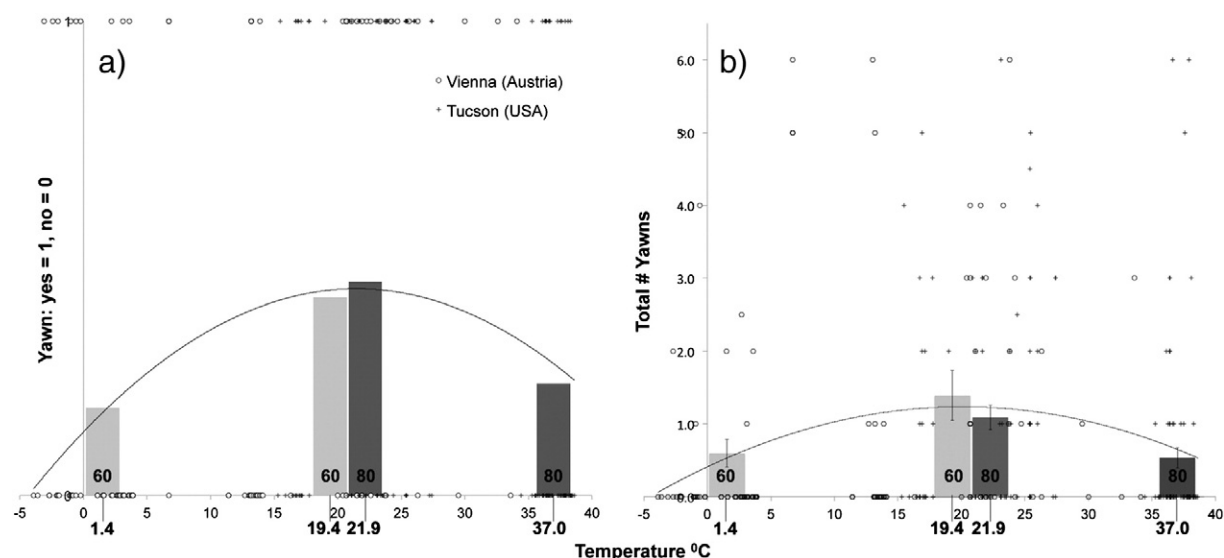 a)
1
○ Vienna (Austria)
+ Tucson (USA)
Yawn: yes = 1, no = 0
60
60
80
80
0
-5 0 5 10 15 20 25 30 35 40
1.4 19.4 21.9 37.0
b)
6.0
5.0
4.0
3.0
2.0
1.0
0.0
Total # Yawns
60
60
80
80
-5 0 5 10 15 20 25 30 35 40
1.4 19.4 21.9 37.0
Temperature ⁰C